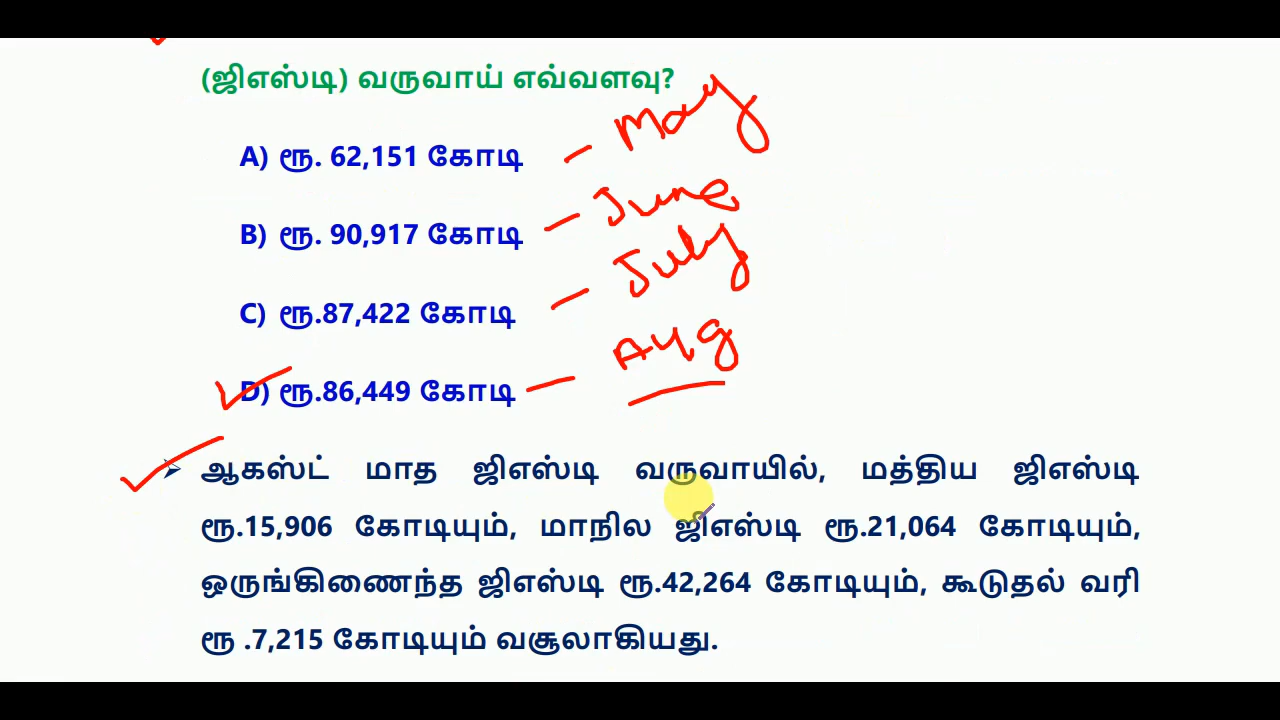 (ஜிஎஸ்டி) வருவாய் எவ்வளவு?
A) ரூ. 62,151 கோடி - May
B) ரூ. 90,917 கோடி - June
C) ரூ.87,422 கோடி - July
D) ரூ.86,449 கோடி - Aug
➢ ஆகஸ்ட் மாத ஜிஎஸ்டி வருவாயில், மத்திய ஜிஎஸ்டி
ரூ.15,906 கோடியும், மாநில ஜிஎஸ்டி ரூ.21,064 கோடியும்,
ஒருங்கிணைந்த ஜிஎஸ்டி ரூ.42,264 கோடியும், கூடுதல் வரி
ரூ .7,215 கோடியும் வசூலாகியது.